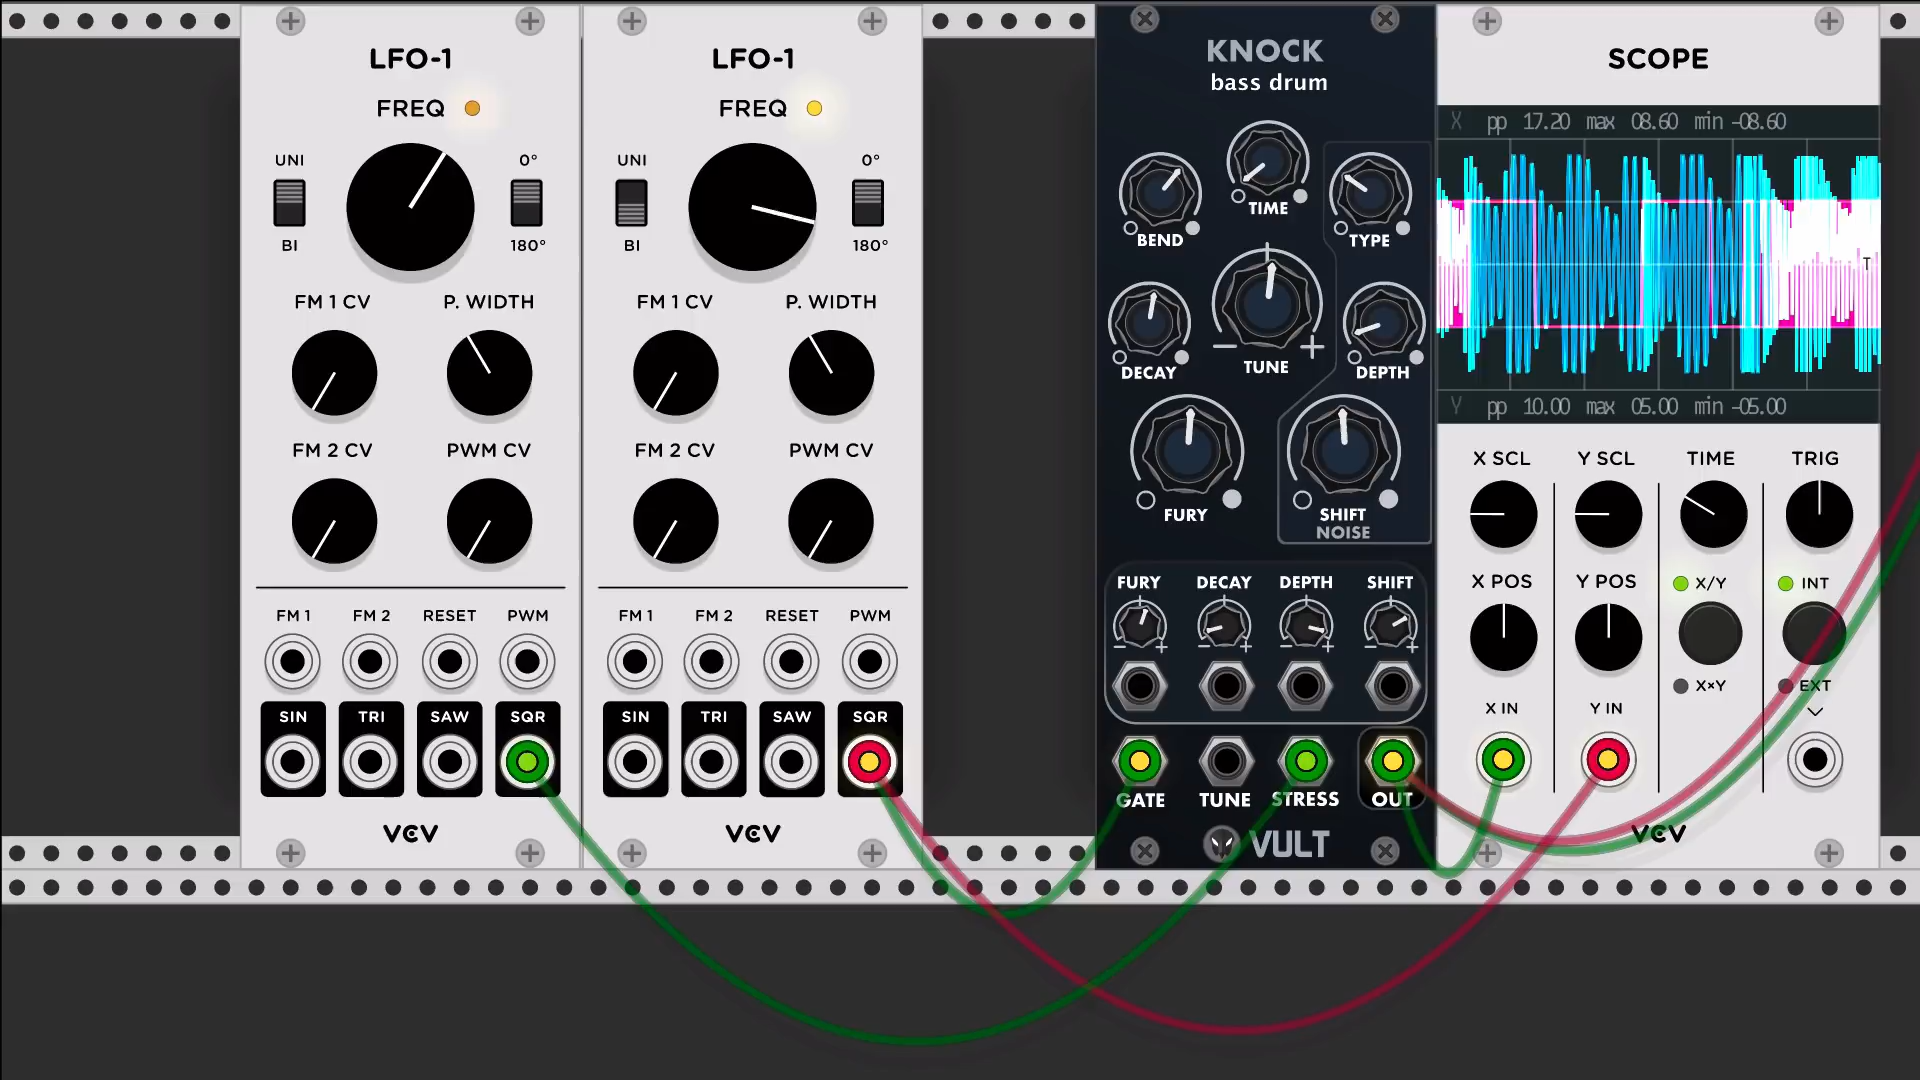 LFO-1
FREQ
UNI
0°
BI
180°
FM 1 CV
P. WIDTH
FM 2 CV
PWM CV
FM 1
FM 2
RESET
PWM
SIN
TRI
SAW
SQR
VCV
LFO-1
FREQ
UNI
0°
BI
180°
FM 1 CV
P. WIDTH
FM 2 CV
PWM CV
FM 1
FM 2
RESET
PWM
SIN
TRI
SAW
SQR
VCV
KNOCK
bass drum
TIME
BEND
TYPE
TUNE
DECAY
DEPTH
FURY
SHIFT
NOISE
FURY
DECAY
DEPTH
SHIFT
GATE
TUNE
STRESS
OUT
VULT
SCOPE
X pp 17.20 max 08.60 min -08.60
T
Y pp 10.00 max 05.00 min -05.00
X SCL
Y SCL
TIME
TRIG
X POS
Y POS
X/Y
INT
X×Y
EXT
X IN
Y IN
VCV